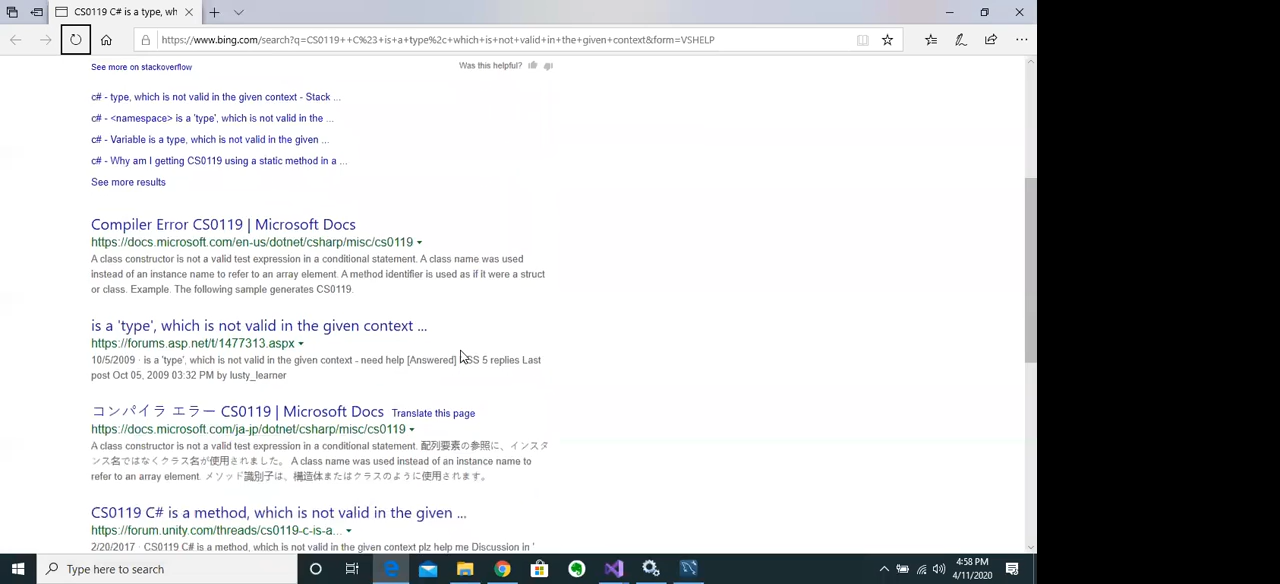 CS0119 C# is a type, wh
https://www.bing.com/search?q=CS0119++C%23+is+a+type%2c+which+is+not+valid+in+the+given+context&form=VSHELP
See more on stackoverflow
Was this helpful?
c# - type, which is not valid in the given context - Stack ...
c# - <namespace> is a 'type', which is not valid in the ...
c# - Variable is a type, which is not valid in the given ...
c# - Why am I getting CS0119 using a static method in a ...
See more results
Compiler Error CS0119 | Microsoft Docs
https://docs.microsoft.com/en-us/dotnet/csharp/misc/cs0119
A class constructor is not a valid test expression in a conditional statement. A class name was used
instead of an instance name to refer to an array element. A method identifier is used as if it were a struct
or class. Example. The following sample generates CS0119.
is a 'type', which is not valid in the given context ...
https://forums.asp.net/t/1477313.aspx
10/5/2009 · is a 'type', which is not valid in the given context - need help [Answered] 5 replies Last
post Oct 05, 2009 03:32 PM by lusty_learner
コンパイラ エラー CS0119 | Microsoft Docs Translate this page
https://docs.microsoft.com/ja-jp/dotnet/csharp/misc/cs0119
A class constructor is not a valid test expression in a conditional statement. 配列要素の参照に、インスタ
ンス名ではなくクラス名が使用されました。 A class name was used instead of an instance name to
refer to an array element. メソッド識別子は、構造体またはクラスのように使用されます。
CS0119 C# is a method, which is not valid in the given ...
https://forum.unity.com/threads/cs0119-c-is-a...
2/20/2017 · CS0119 C# is a method, which is not valid in the given context plz help me Discussion in '
Type here to search
4:58 PM
4/11/2020